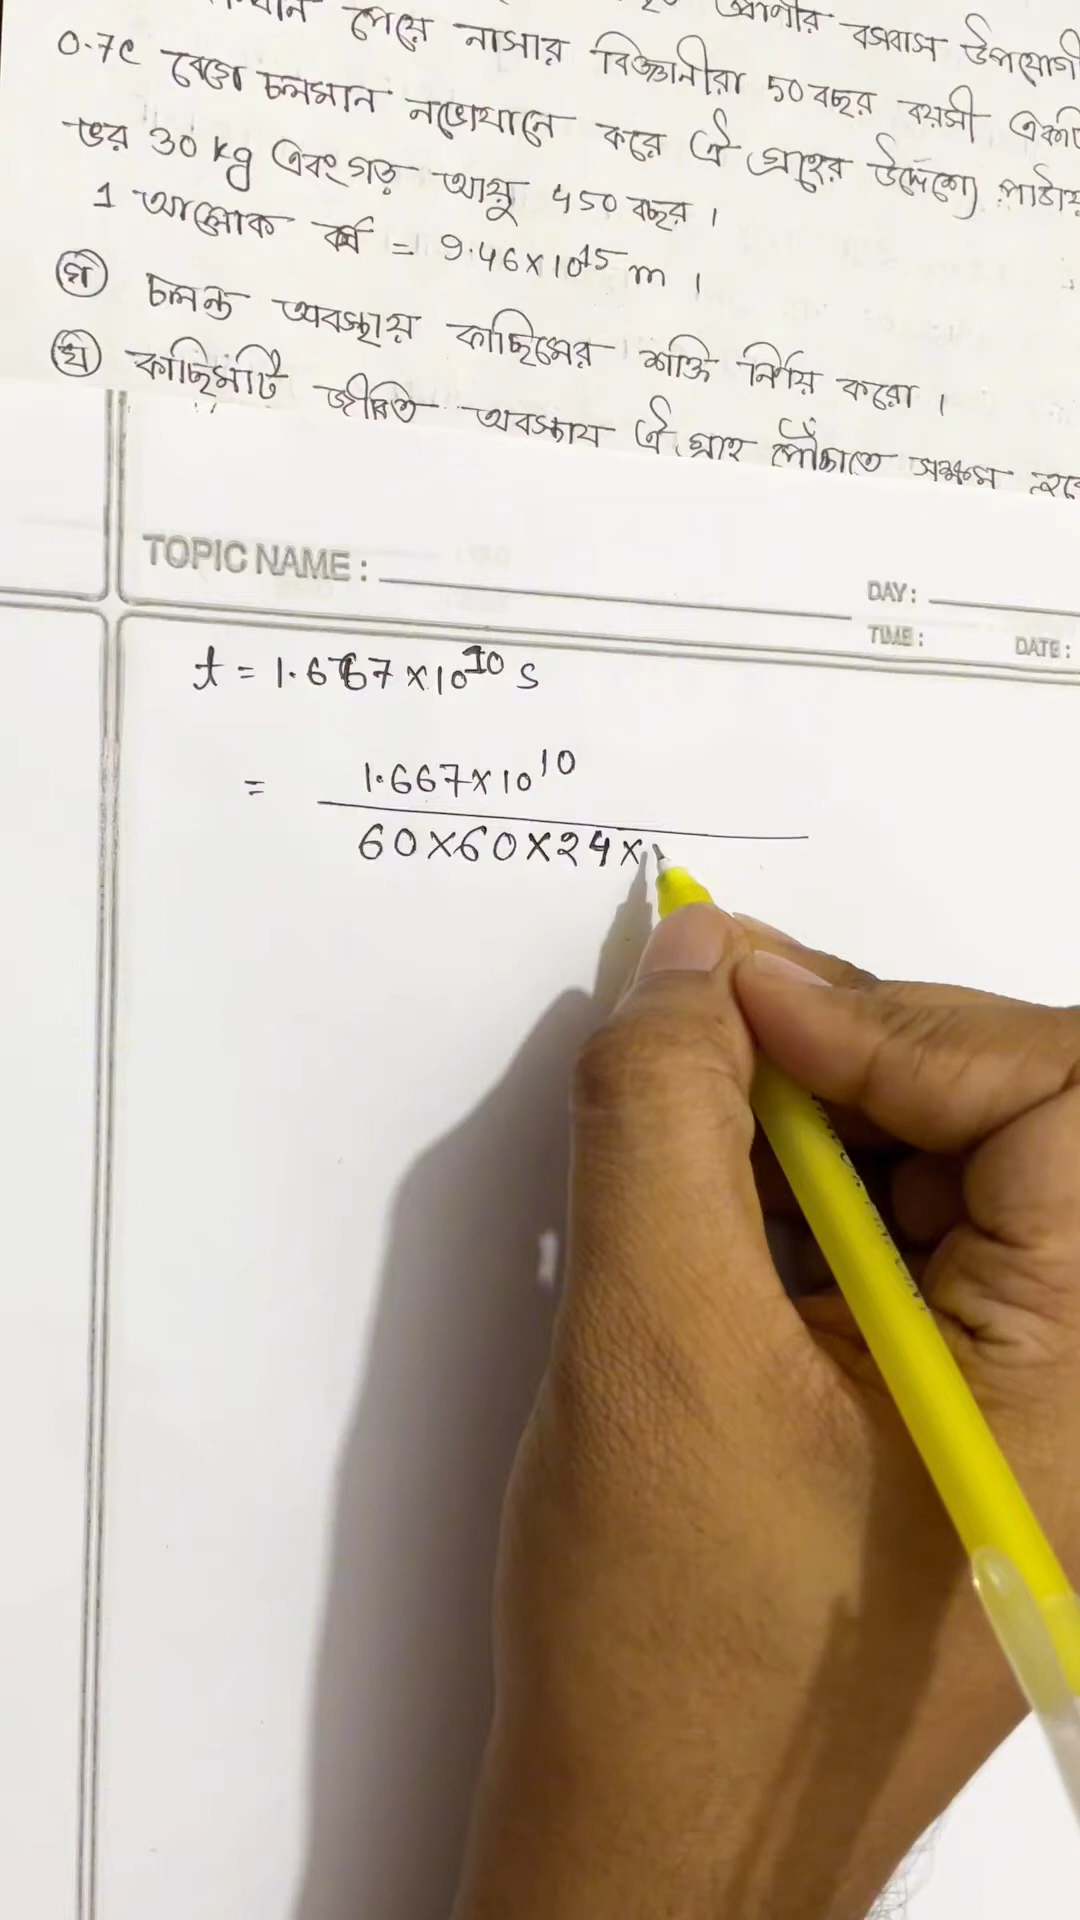 পেয়ে নাসার বিজ্ঞানীরা 50 বছর বয়সী
0.7c বেগে চলমান নভোযানে করে ঐ গ্রহের উদ্দেশ্যে পাঠায়
ভর 30 kg এবং গড় আয়ু 450 বছর ।
1 আলোক বর্ষ = 9.46×10¹⁵ m ।
গ চলন্ত অবস্থায় কাছিমের শক্তি নির্ণয় করো ।
ঘ কাছিমটি জীবিত অবস্থায় ঐ গ্রহে পৌঁছাতে সক্ষম হবে
TOPIC NAME :
DAY :
TIME :
DATE :
t = 1.667×10¹⁰ s
= 1.667×10¹⁰
60×60×24×